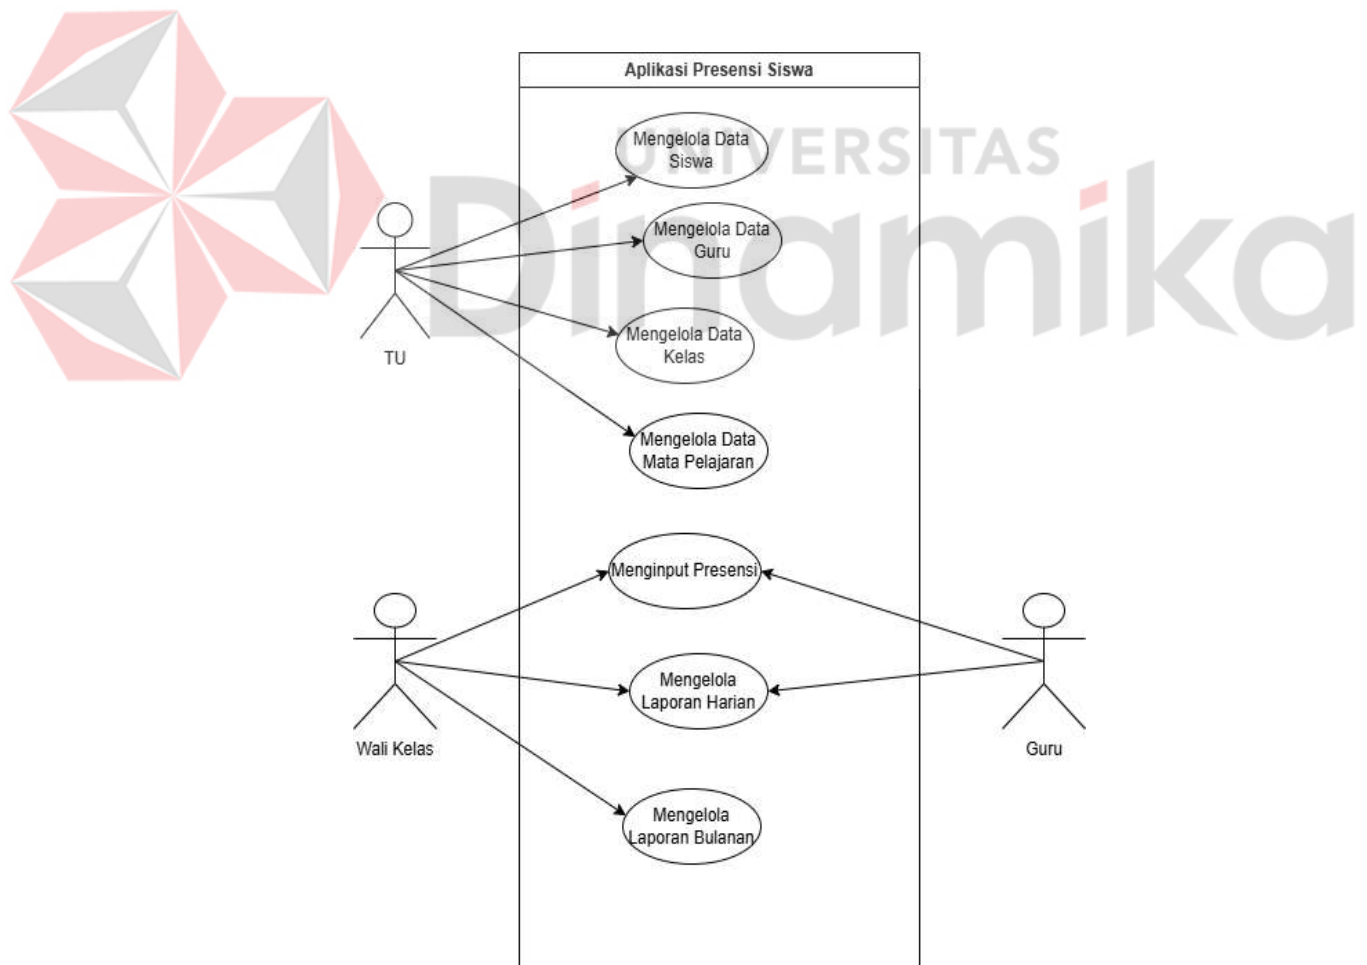 Aplikasi Presensi Siswa
UNIVERSITAS
Dinamika
Mengelola Data
Siswa
Mengelola Data
Guru
Mengelola Data
Kelas
TU
Mengelola Data
Mata Pelajaran
Menginput Presensi
Mengelola
Laporan Harian
Wali Kelas
Guru
Mengelola
Laporan Bulanan